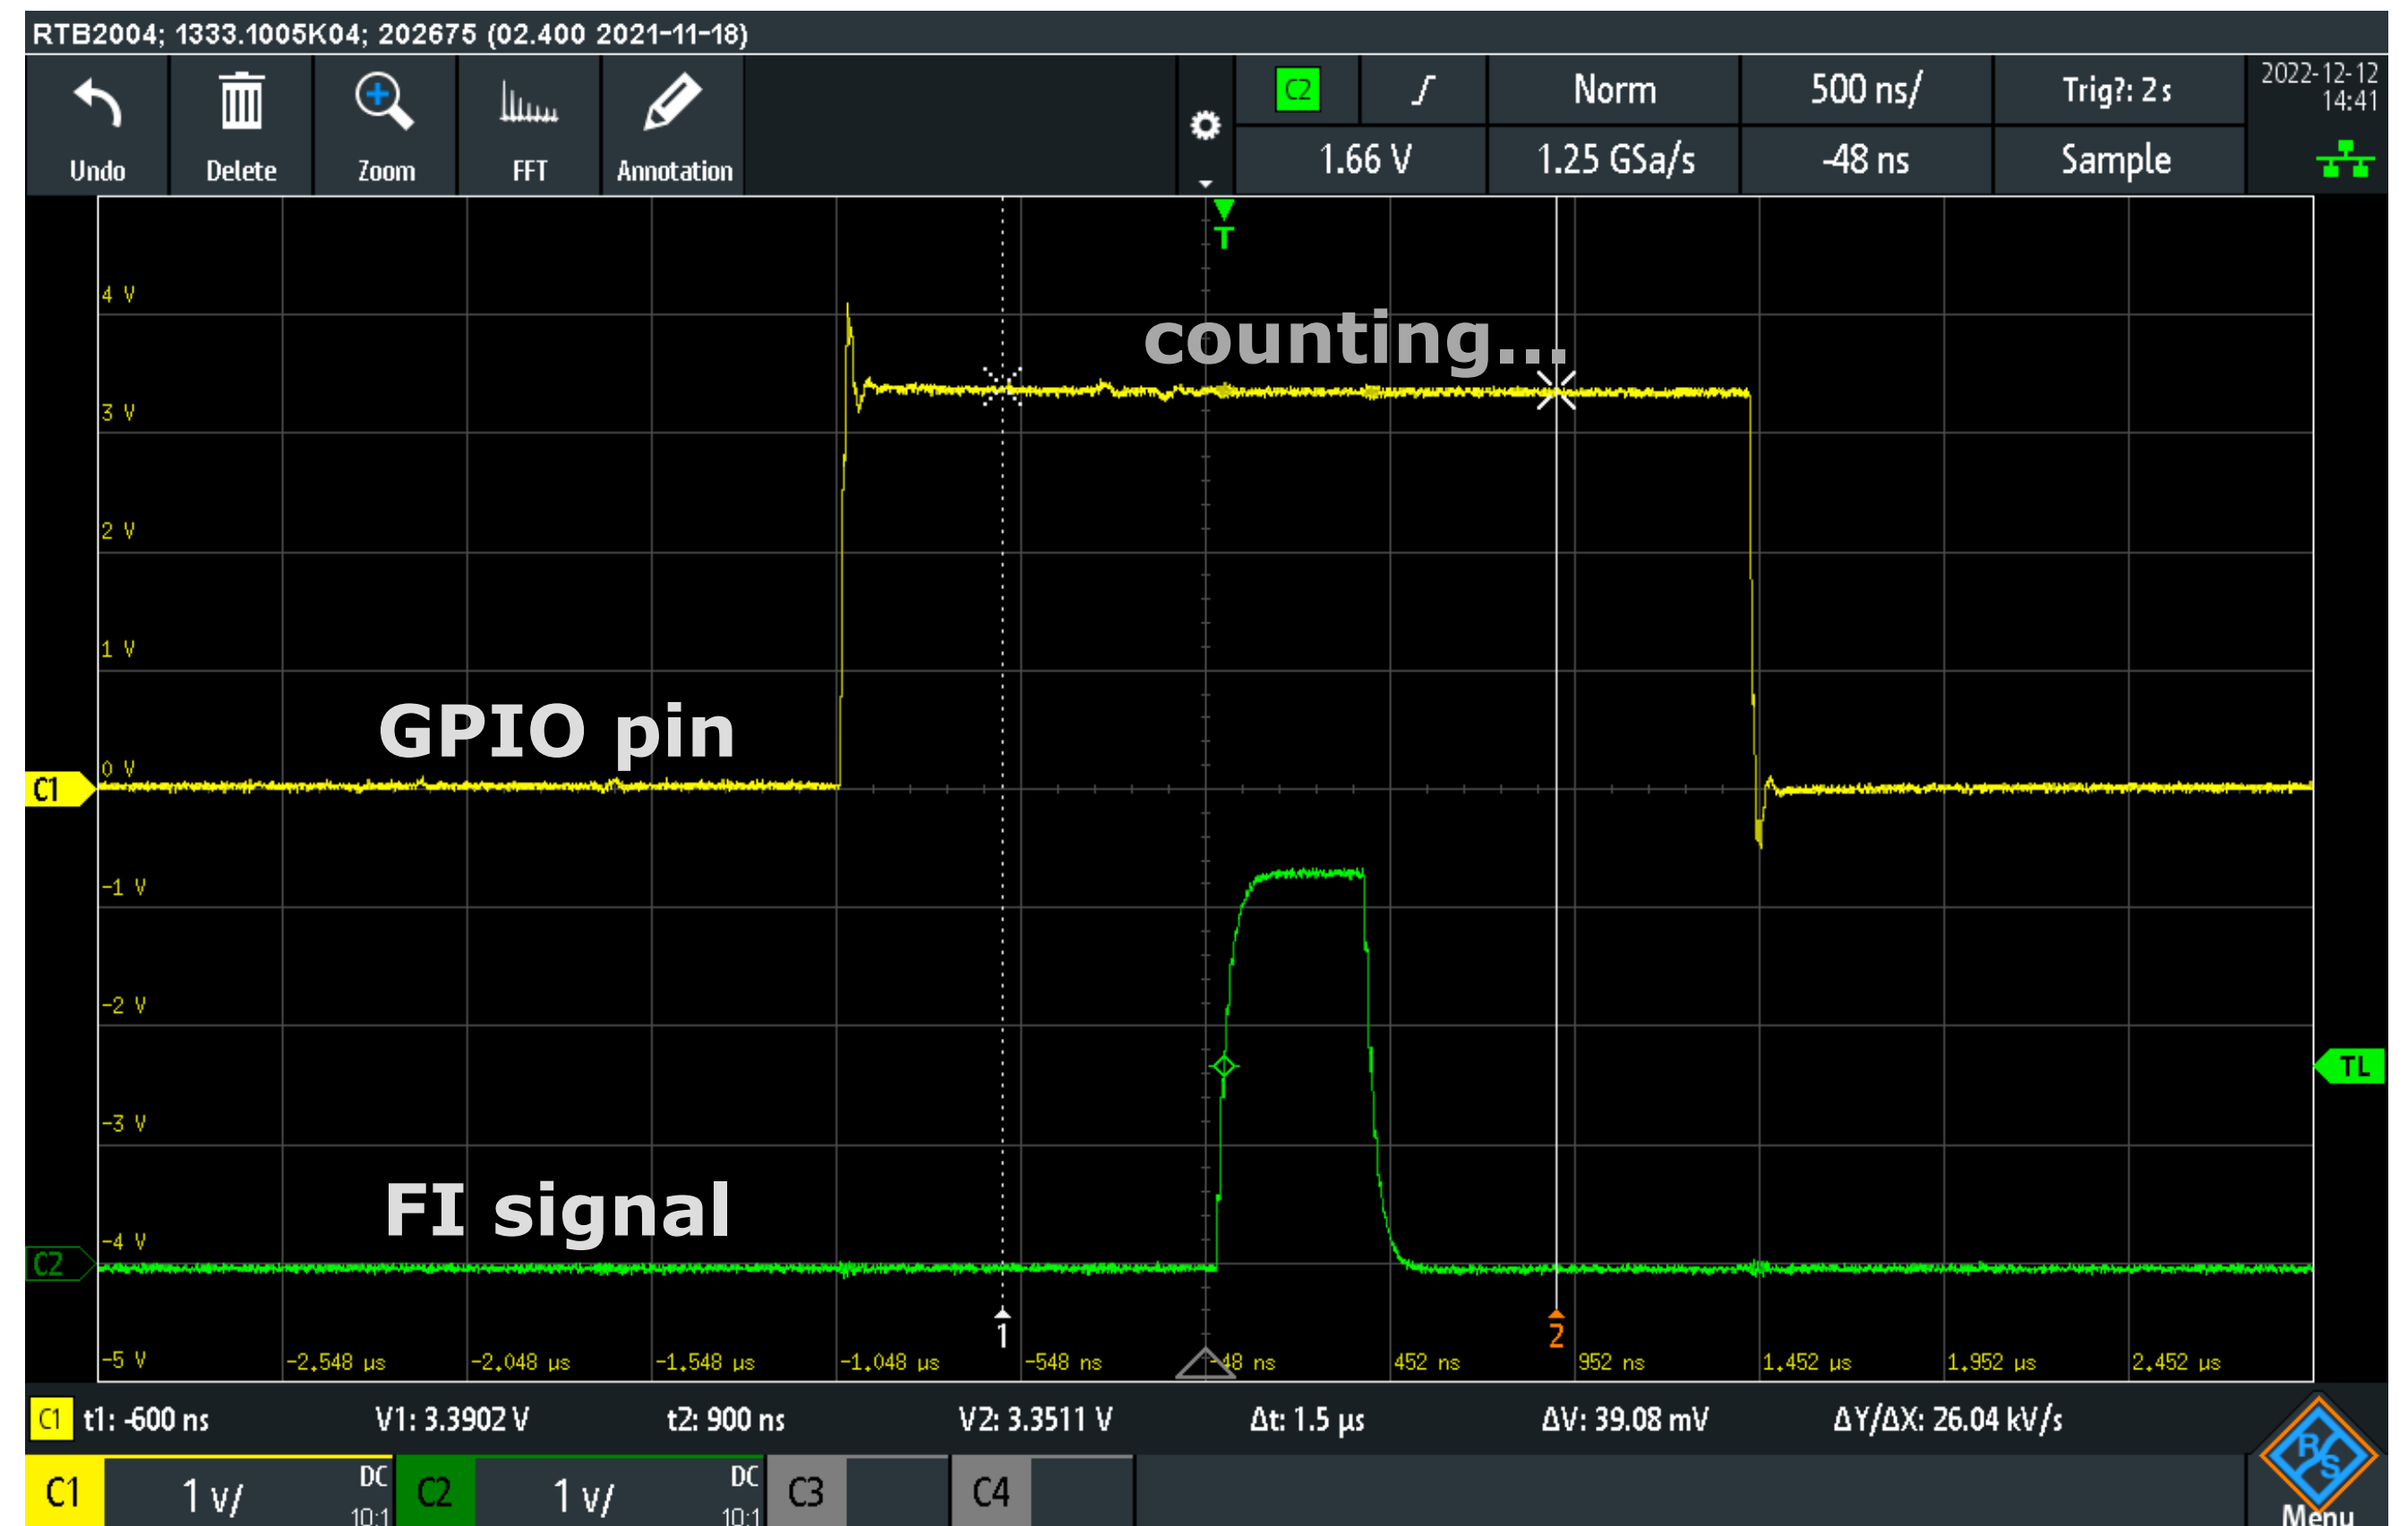 RTB2004; 1333.1005K04; 202675 (02.400 2021-11-18)
Undo
Delete
Zoom
FFT
Annotation
C2
Norm
500 ns/
Trig?: 2 s
2022-12-12
14:41
1.66 V
1.25 GSa/s
-48 ns
Sample
T
4 V
counting...
3 V
2 V
1 V
GPIO pin
0 V
C1
-1 V
-2 V
TL
-3 V
FI signal
-4 V
C2
1
2
-5 V
-2.548 µs
-2.048 µs
-1.548 µs
-1.048 µs
-548 ns
-48 ns
452 ns
952 ns
1.452 µs
1.952 µs
2.452 µs
C1 t1: -600 ns V1: 3.3902 V t2: 900 ns V2: 3.3511 V Δt: 1.5 µs ΔV: 39.08 mV ΔY/ΔX: 26.04 kV/s
C1 1 V/ DC 10:1
C2 1 V/ DC 10:1
C3
C4
R S
Menu